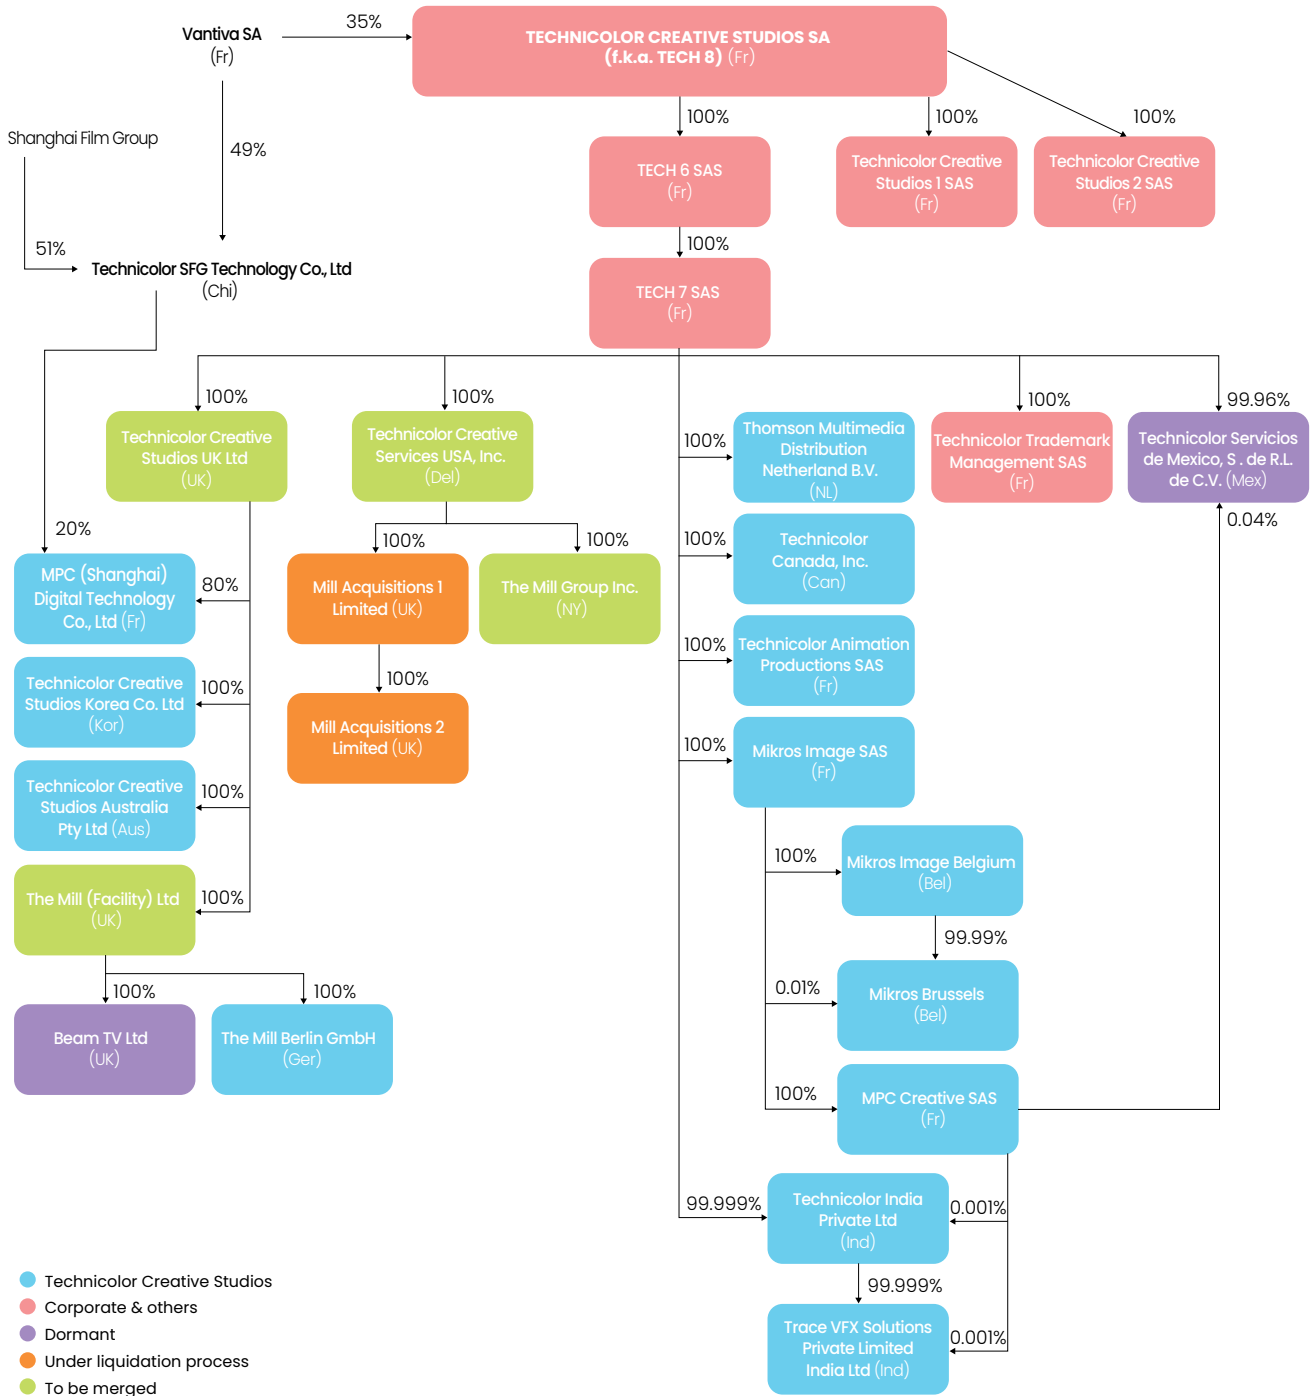 Vantiva SA
(Fr)
35%
TECHNICOLOR CREATIVE STUDIOS SA
(f.k.a. TECH 8) (Fr)
Shanghai Film Group
49%
100%
100%
100%
TECH 6 SAS
(Fr)
Technicolor Creative
Studios 1 SAS
(Fr)
Technicolor Creative
Studios 2 SAS
(Fr)
51%
Technicolor SFG Technology Co., Ltd
(Chi)
100%
TECH 7 SAS
(Fr)
100%
100%
100%
99.96%
Technicolor Creative
Studios UK Ltd
(UK)
Technicolor Creative
Services USA, Inc.
(Del)
100%
Thomson Multimedia
Distribution
Netherland B.V.
(NL)
Technicolor Trademark
Management SAS
(Fr)
Technicolor Servicios
de Mexico, S . de R.L.
de C.V. (Mex)
0.04%
20%
100%
100%
100%
Technicolor
Canada, Inc.
(Can)
MPC (Shanghai)
Digital Technology
Co., Ltd (Fr)
80%
Mill Acquisitions 1
Limited (UK)
The Mill Group Inc.
(NY)
100%
Technicolor Animation
Productions SAS
(Fr)
Technicolor Creative
Studios Korea Co. Ltd
(Kor)
100%
100%
Mill Acquisitions 2
Limited (UK)
100%
Mikros Image SAS
(Fr)
Technicolor Creative
Studios Australia
Pty Ltd (Aus)
100%
100%
Mikros Image Belgium
(Bel)
The Mill (Facility) Ltd
(UK)
100%
99.99%
100%
100%
0.01%
Mikros Brussels
(Bel)
Beam TV Ltd
(UK)
The Mill Berlin GmbH
(Ger)
100%
MPC Creative SAS
(Fr)
99.999%
Technicolor India
Private Ltd
(Ind)
0.001%
99.999%
Trace VFX Solutions
Private Limited
India Ltd (Ind)
0.001%
Technicolor Creative Studios
Corporate & others
Dormant
Under liquidation process
To be merged